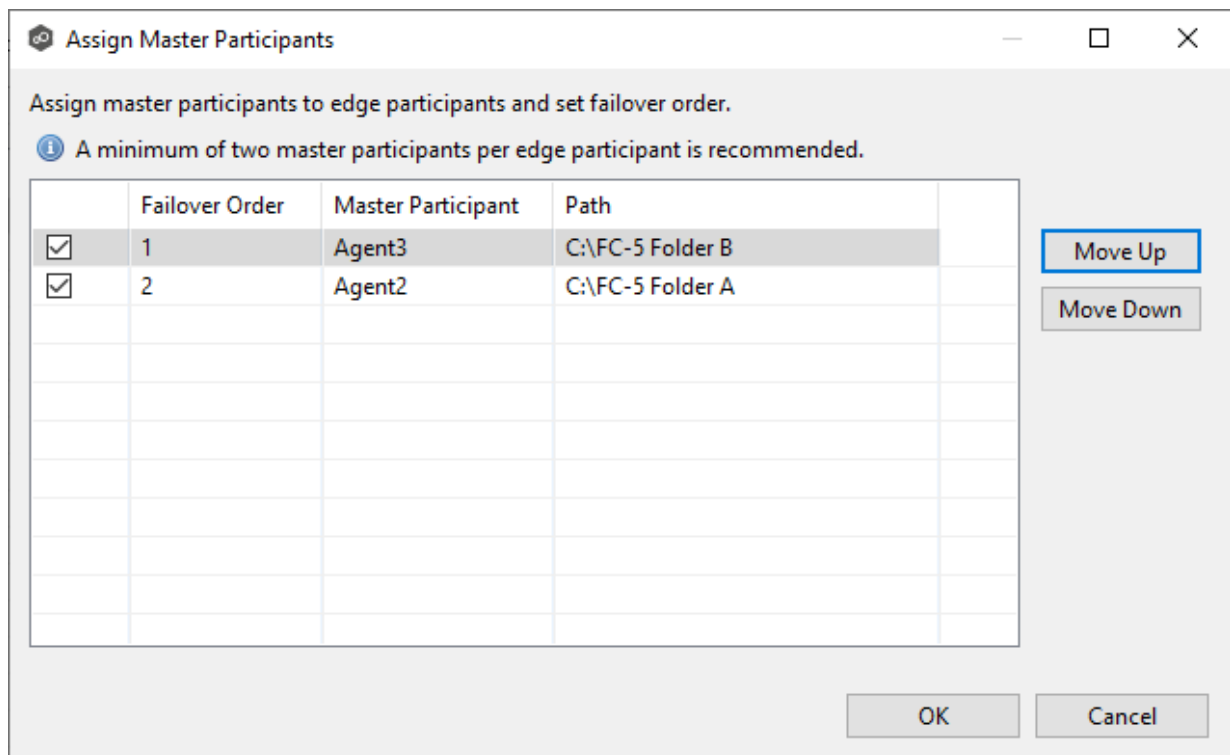 Assign Master Participants
Assign master participants to edge participants and set failover order.
A minimum of two master participants per edge participant is recommended.
Failover Order Master Participant Path
1 Agent3 C:\FC-5 Folder B
2 Agent2 C:\FC-5 Folder A
Move Up
Move Down
OK Cancel